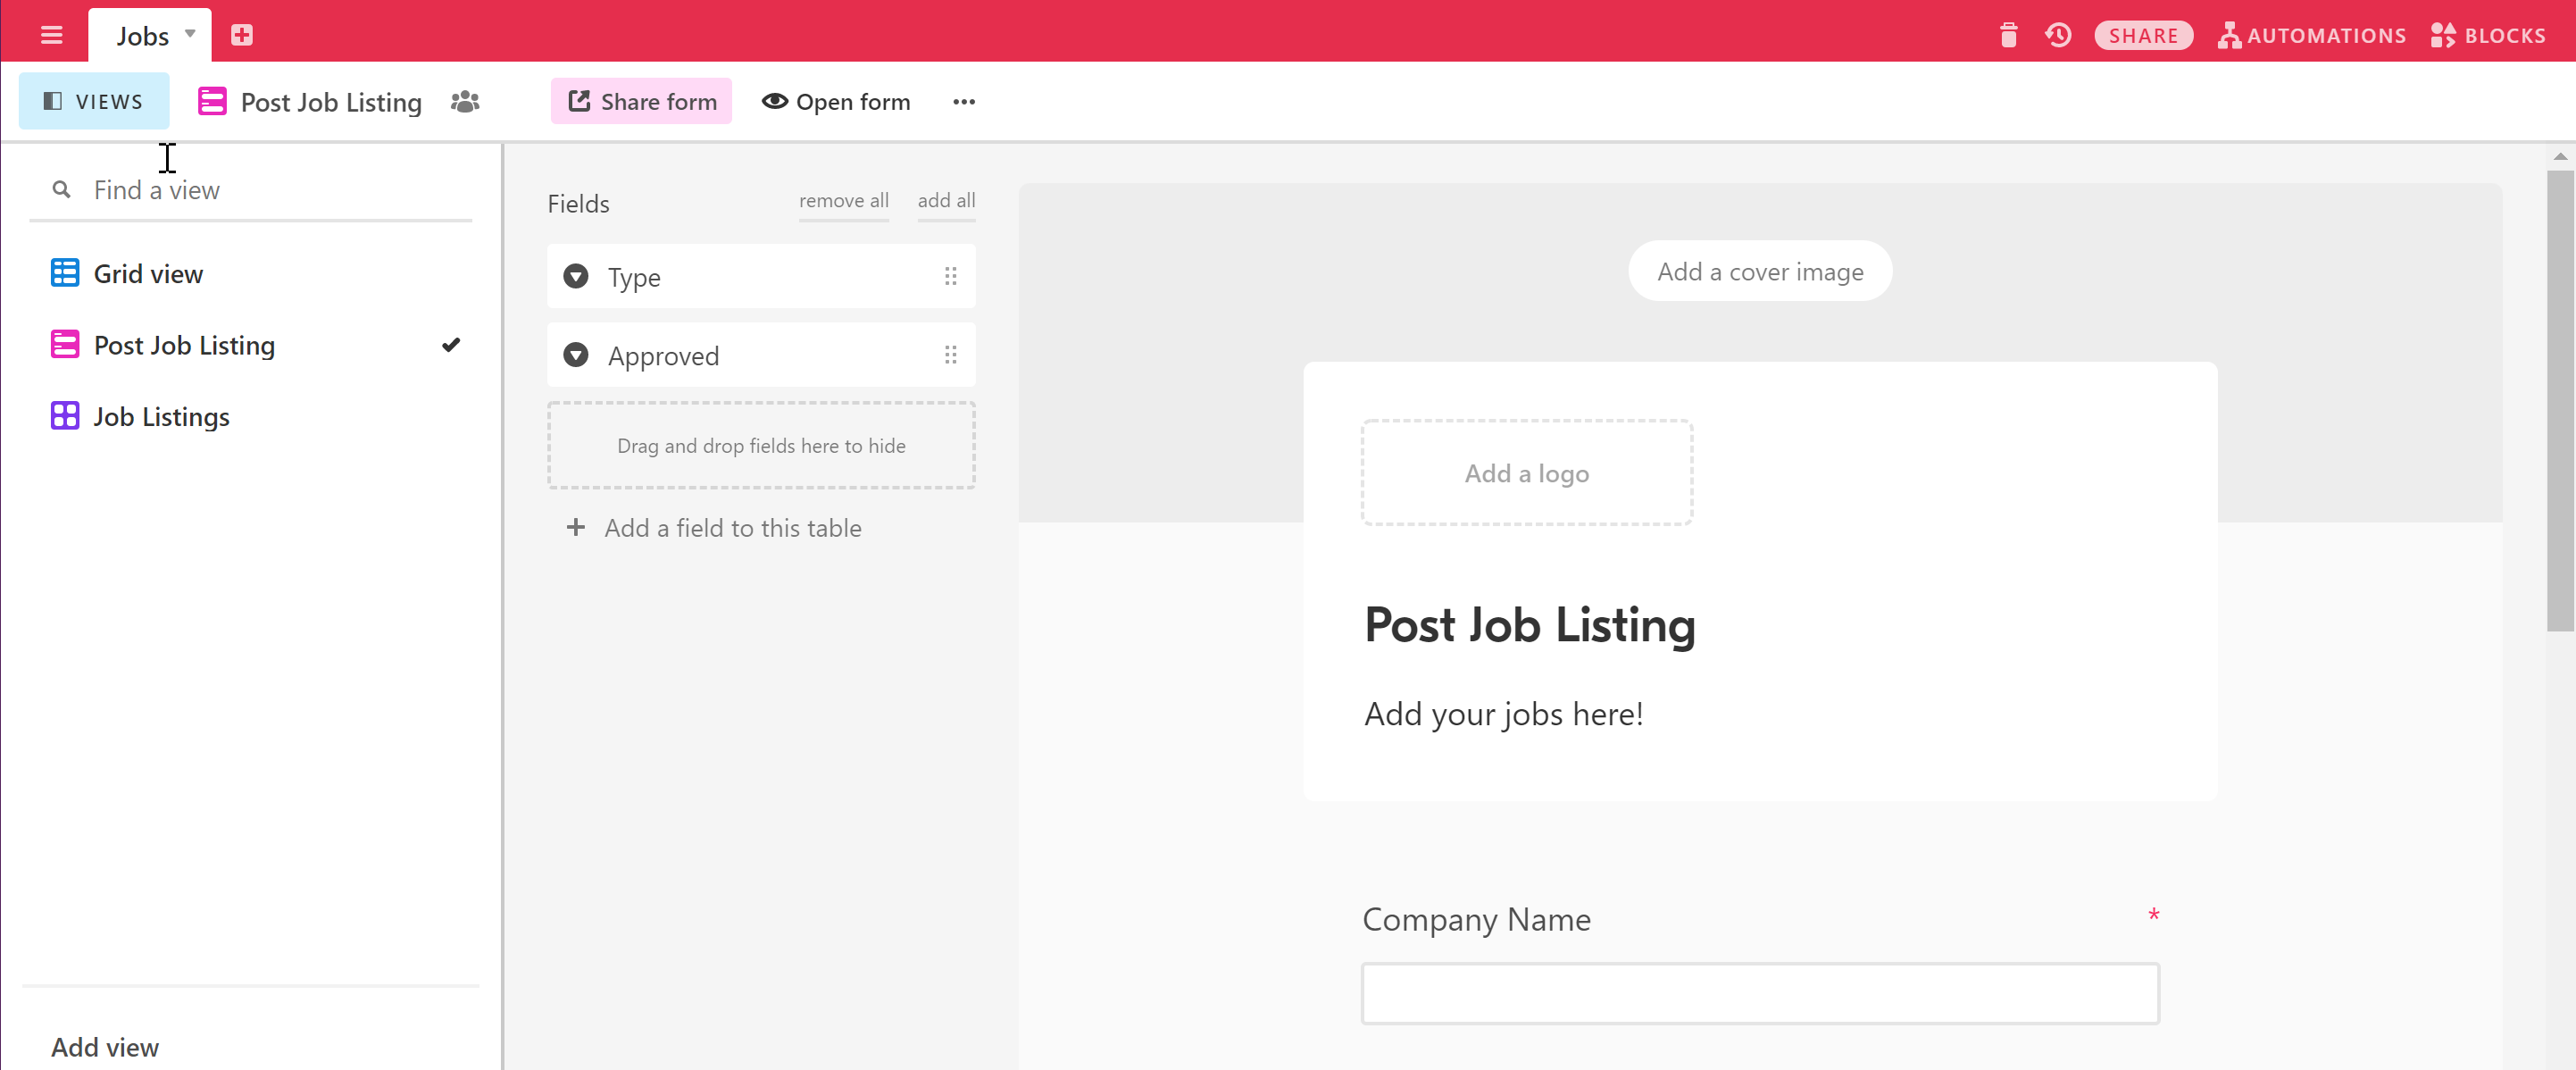 Jobs
SHARE
AUTOMATIONS
BLOCKS
VIEWS
Post Job Listing
Share form
Open form
Find a view
Grid view
Post Job Listing
Job Listings
Add view
Fields
remove all
add all
Type
Approved
Drag and drop fields here to hide
+ Add a field to this table
Add a cover image
Add a logo
Post Job Listing
Add your jobs here!
Company Name *